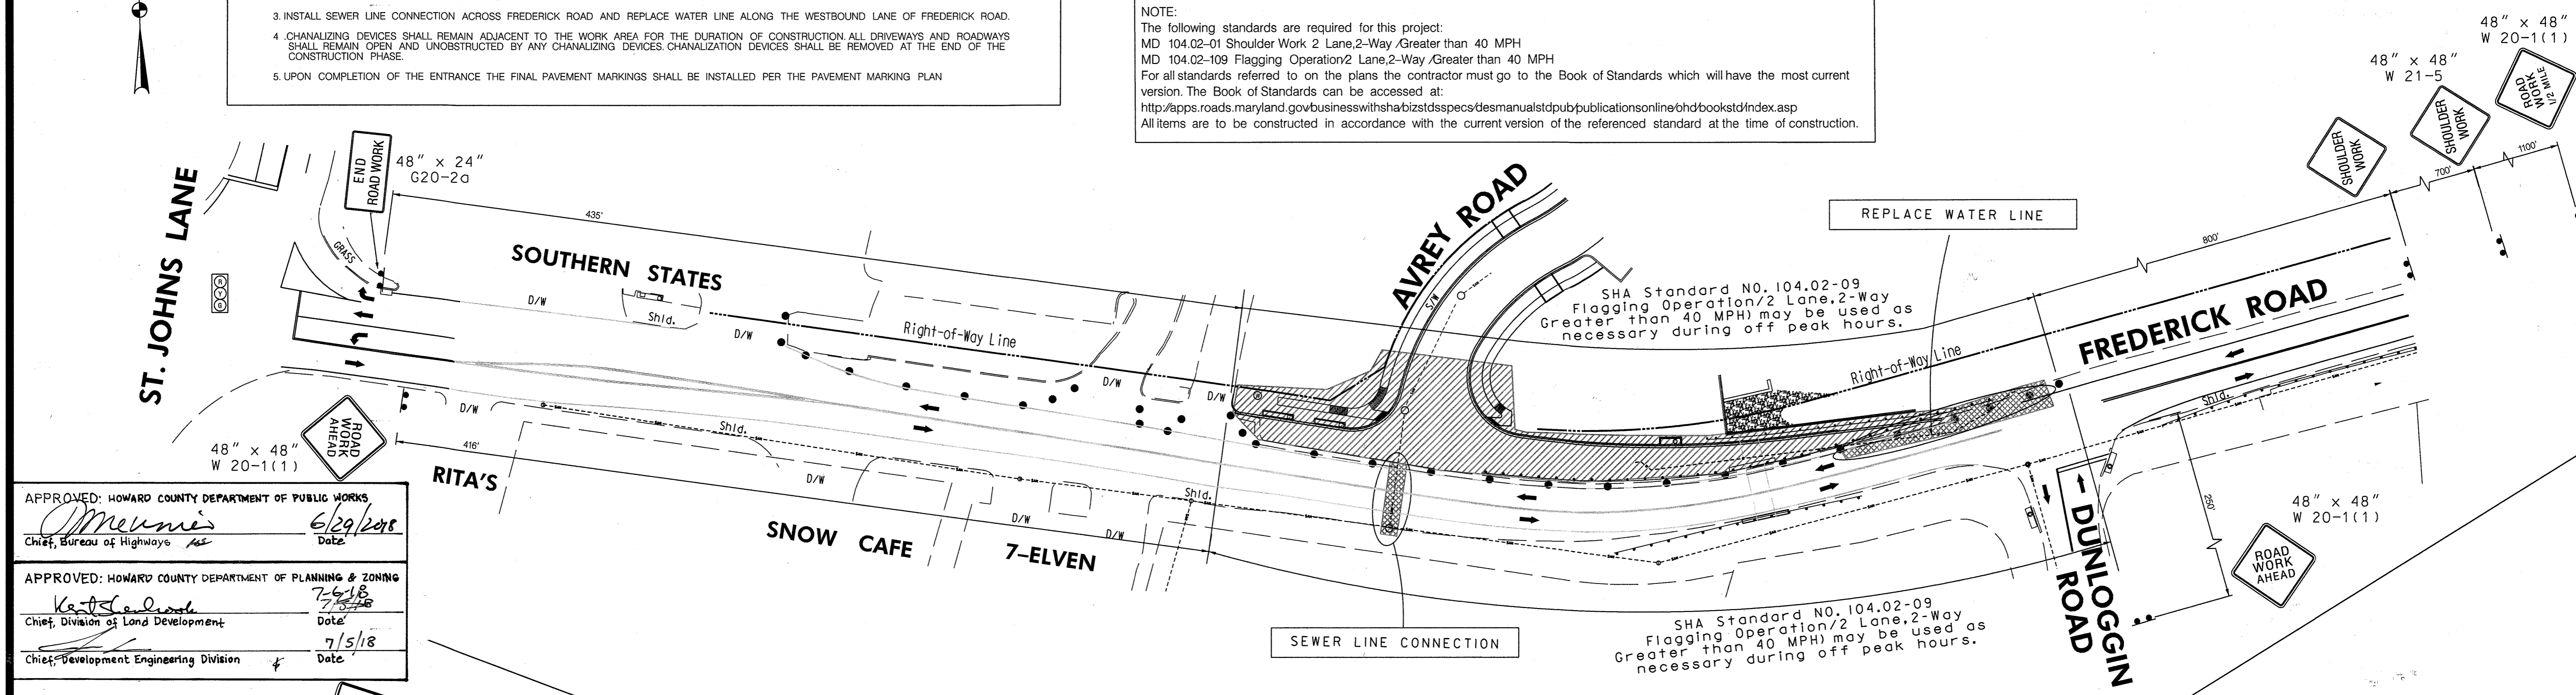 3. INSTALL SEWER LINE CONNECTION ACROSS FREDERICK ROAD AND REPLACE WATER LINE ALONG THE WESTBOUND LANE OF FREDERICK ROAD.
4 .CHANALIZING DEVICES SHALL REMAIN ADJACENT TO THE WORK AREA FOR THE DURATION OF CONSTRUCTION. ALL DRIVEWAYS AND ROADWAYS
SHALL REMAIN OPEN AND UNOBSTRUCTED BY ANY CHANALIZING DEVICES. CHANALIZATION DEVICES SHALL BE REMOVED AT THE END OF THE
CONSTRUCTION PHASE.
5. UPON COMPLETION OF THE ENTRANCE THE FINAL PAVEMENT MARKINGS SHALL BE INSTALLED PER THE PAVEMENT MARKING PLAN
NOTE:
The following standards are required for this project:
MD 104.02-01 Shoulder Work 2 Lane,2-Way /Greater than 40 MPH
MD 104.02-109 Flagging Operation/2 Lane,2-Way /Greater than 40 MPH
For all standards referred to on the plans the contractor must go to the Book of Standards which will have the most current
version. The Book of Standards can be accessed at:
http://apps.roads.maryland.gov/businesswithsha/bizstdsspecs/desmanualstdpub/publicationsonline/ohd/bookstd/index.asp
All items are to be constructed in accordance with the current version of the referenced standard at the time of construction.
48" x 48"
W 20-1(1)
48" x 48"
W 21-5
ROAD
WORK
1/2 MILE
SHOULDER
WORK
SHOULDER
WORK
1100'
700'
800'
END
ROAD WORK
48" x 24"
G20-2a
ST. JOHNS LANE
GRASS
R
Y
G
435'
SOUTHERN STATES
D/W
Shld.
D/W
Right-of-Way Line
D/W
D/W
AVREY ROAD
S/W
REPLACE WATER LINE
SHA Standard NO. 104.02-09
Flagging Operation/2 Lane,2-Way
Greater than 40 MPH) may be used as
necessary during off peak hours.
Right-of-Way Line
FREDERICK ROAD
Shld.
D/W
ROAD
WORK
AHEAD
48" x 48"
W 20-1(1)
416'
RITA'S
Shld.
D/W
SNOW CAFE
D/W
7-ELVEN
D/W
Shld.
SEWER LINE CONNECTION
SHA Standard NO. 104.02-09
Flagging Operation/2 Lane,2-Way
Greater than 40 MPH) may be used as
necessary during off peak hours.
DUNLOGGIN
ROAD
250'
48" x 48"
W 20-1(1)
ROAD
WORK
AHEAD
APPROVED: HOWARD COUNTY DEPARTMENT OF PUBLIC WORKS
6/29/2018
Chief, Bureau of Highways
Date
APPROVED: HOWARD COUNTY DEPARTMENT OF PLANNING & ZONING
7-6-18
7/5/18
Chief, Division of Land Development
Date
7/5/18
Chief, Development Engineering Division
Date